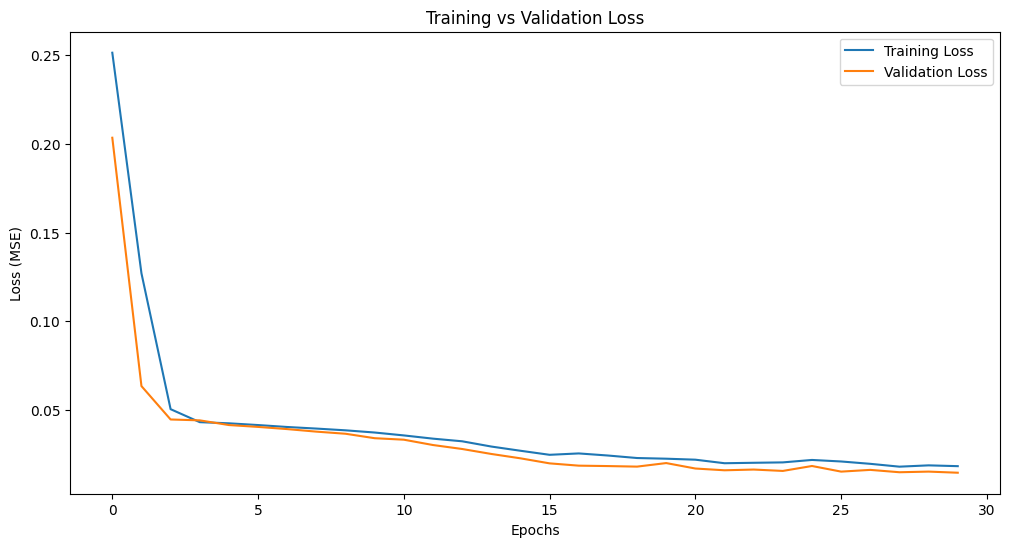 Training vs Validation Loss
Training Loss
Validation Loss
0.25
0.20
0.15
0.10
0.05
Loss (MSE)
0 5 10 15 20 25 30
Epochs